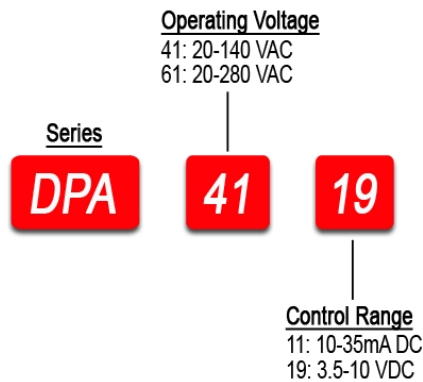 Operating Voltage
41: 20-140 VAC
61: 20-280 VAC
Series
DPA 41 19
Control Range
11: 10-35mA DC
19: 3.5-10 VDC